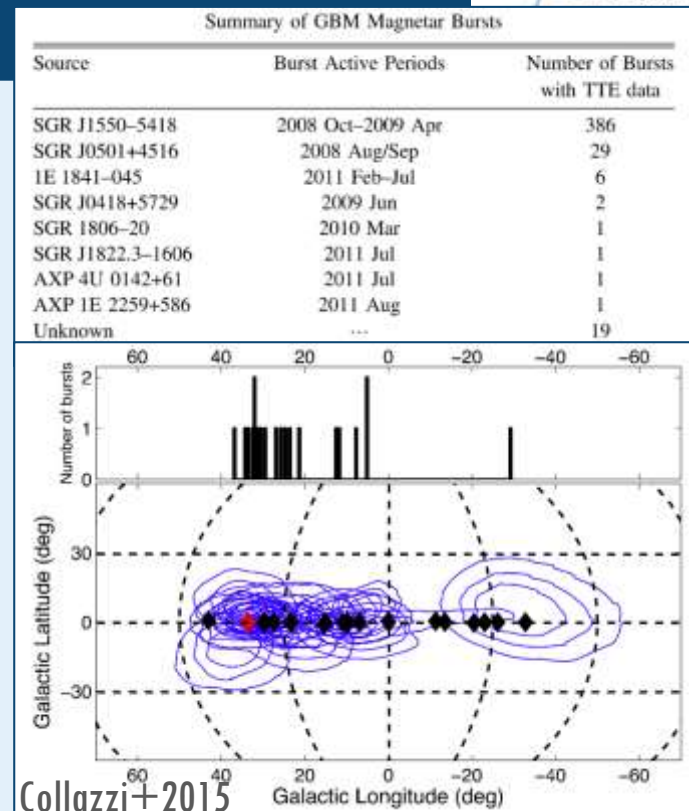 Summary of GBM Magnetar Bursts
Source Burst Active Periods Number of Bursts
with TTE data
SGR J1550−5418 2008 Oct–2009 Apr 386
SGR J0501+4516 2008 Aug/Sep 29
1E 1841−045 2011 Feb–Jul 6
SGR J0418+5729 2009 Jun 2
SGR 1806−20 2010 Mar 1
SGR J1822.3−1606 2011 Jul 1
AXP 4U 0142+61 2011 Jul 1
AXP 1E 2259+586 2011 Aug 1
Unknown ... 19
60 40 20 0 −20 −40 −60
Number of bursts
2
1
0
Galactic Latitude (deg)
30
0
−30
60 40 20 0 −20 −40 −60
Galactic Longitude (deg)
Collazzi+2015